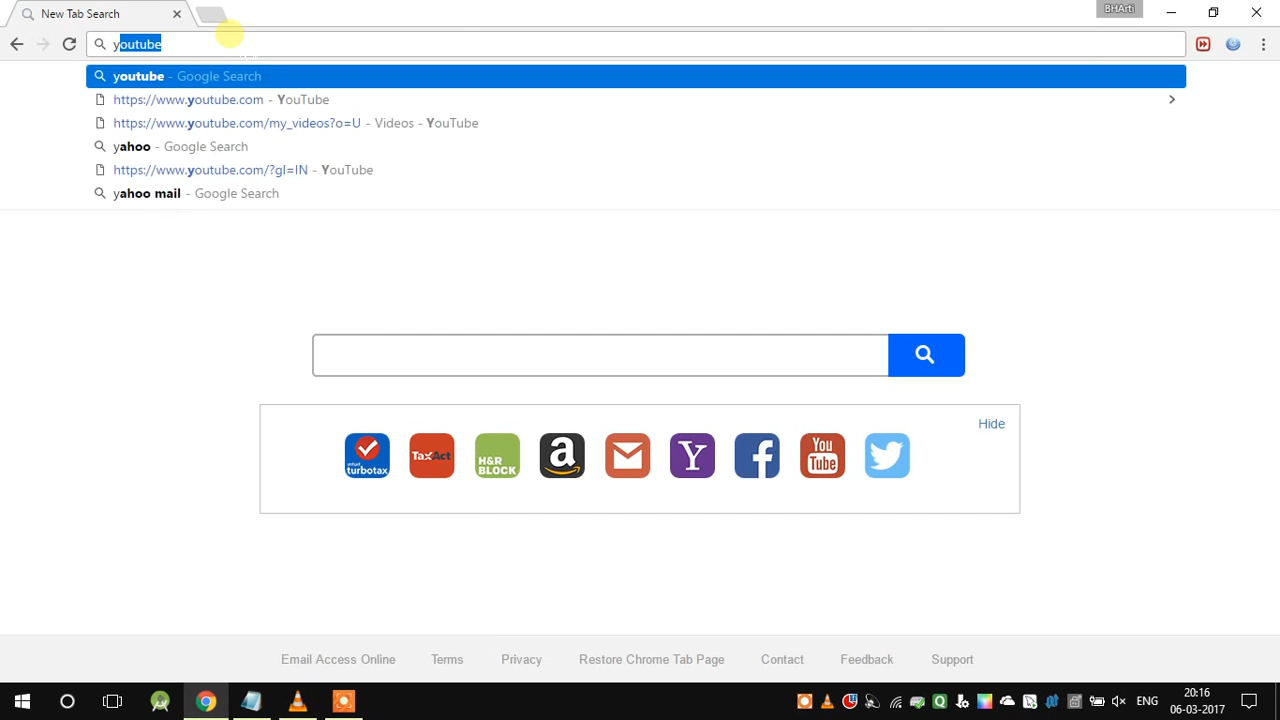 New Tab Search
BHArti
youtube
youtube - Google Search
https://www.youtube.com - YouTube
https://www.youtube.com/my_videos?o=U - Videos - YouTube
yahoo - Google Search
https://www.youtube.com/?gl=IN - YouTube
yahoo mail - Google Search
Hide
intuit turbotax
TaxAct
H&R BLOCK
a
Y
f
You Tube
Email Access Online Terms Privacy Restore Chrome Tab Page Contact Feedback Support
ENG
20:16
06-03-2017